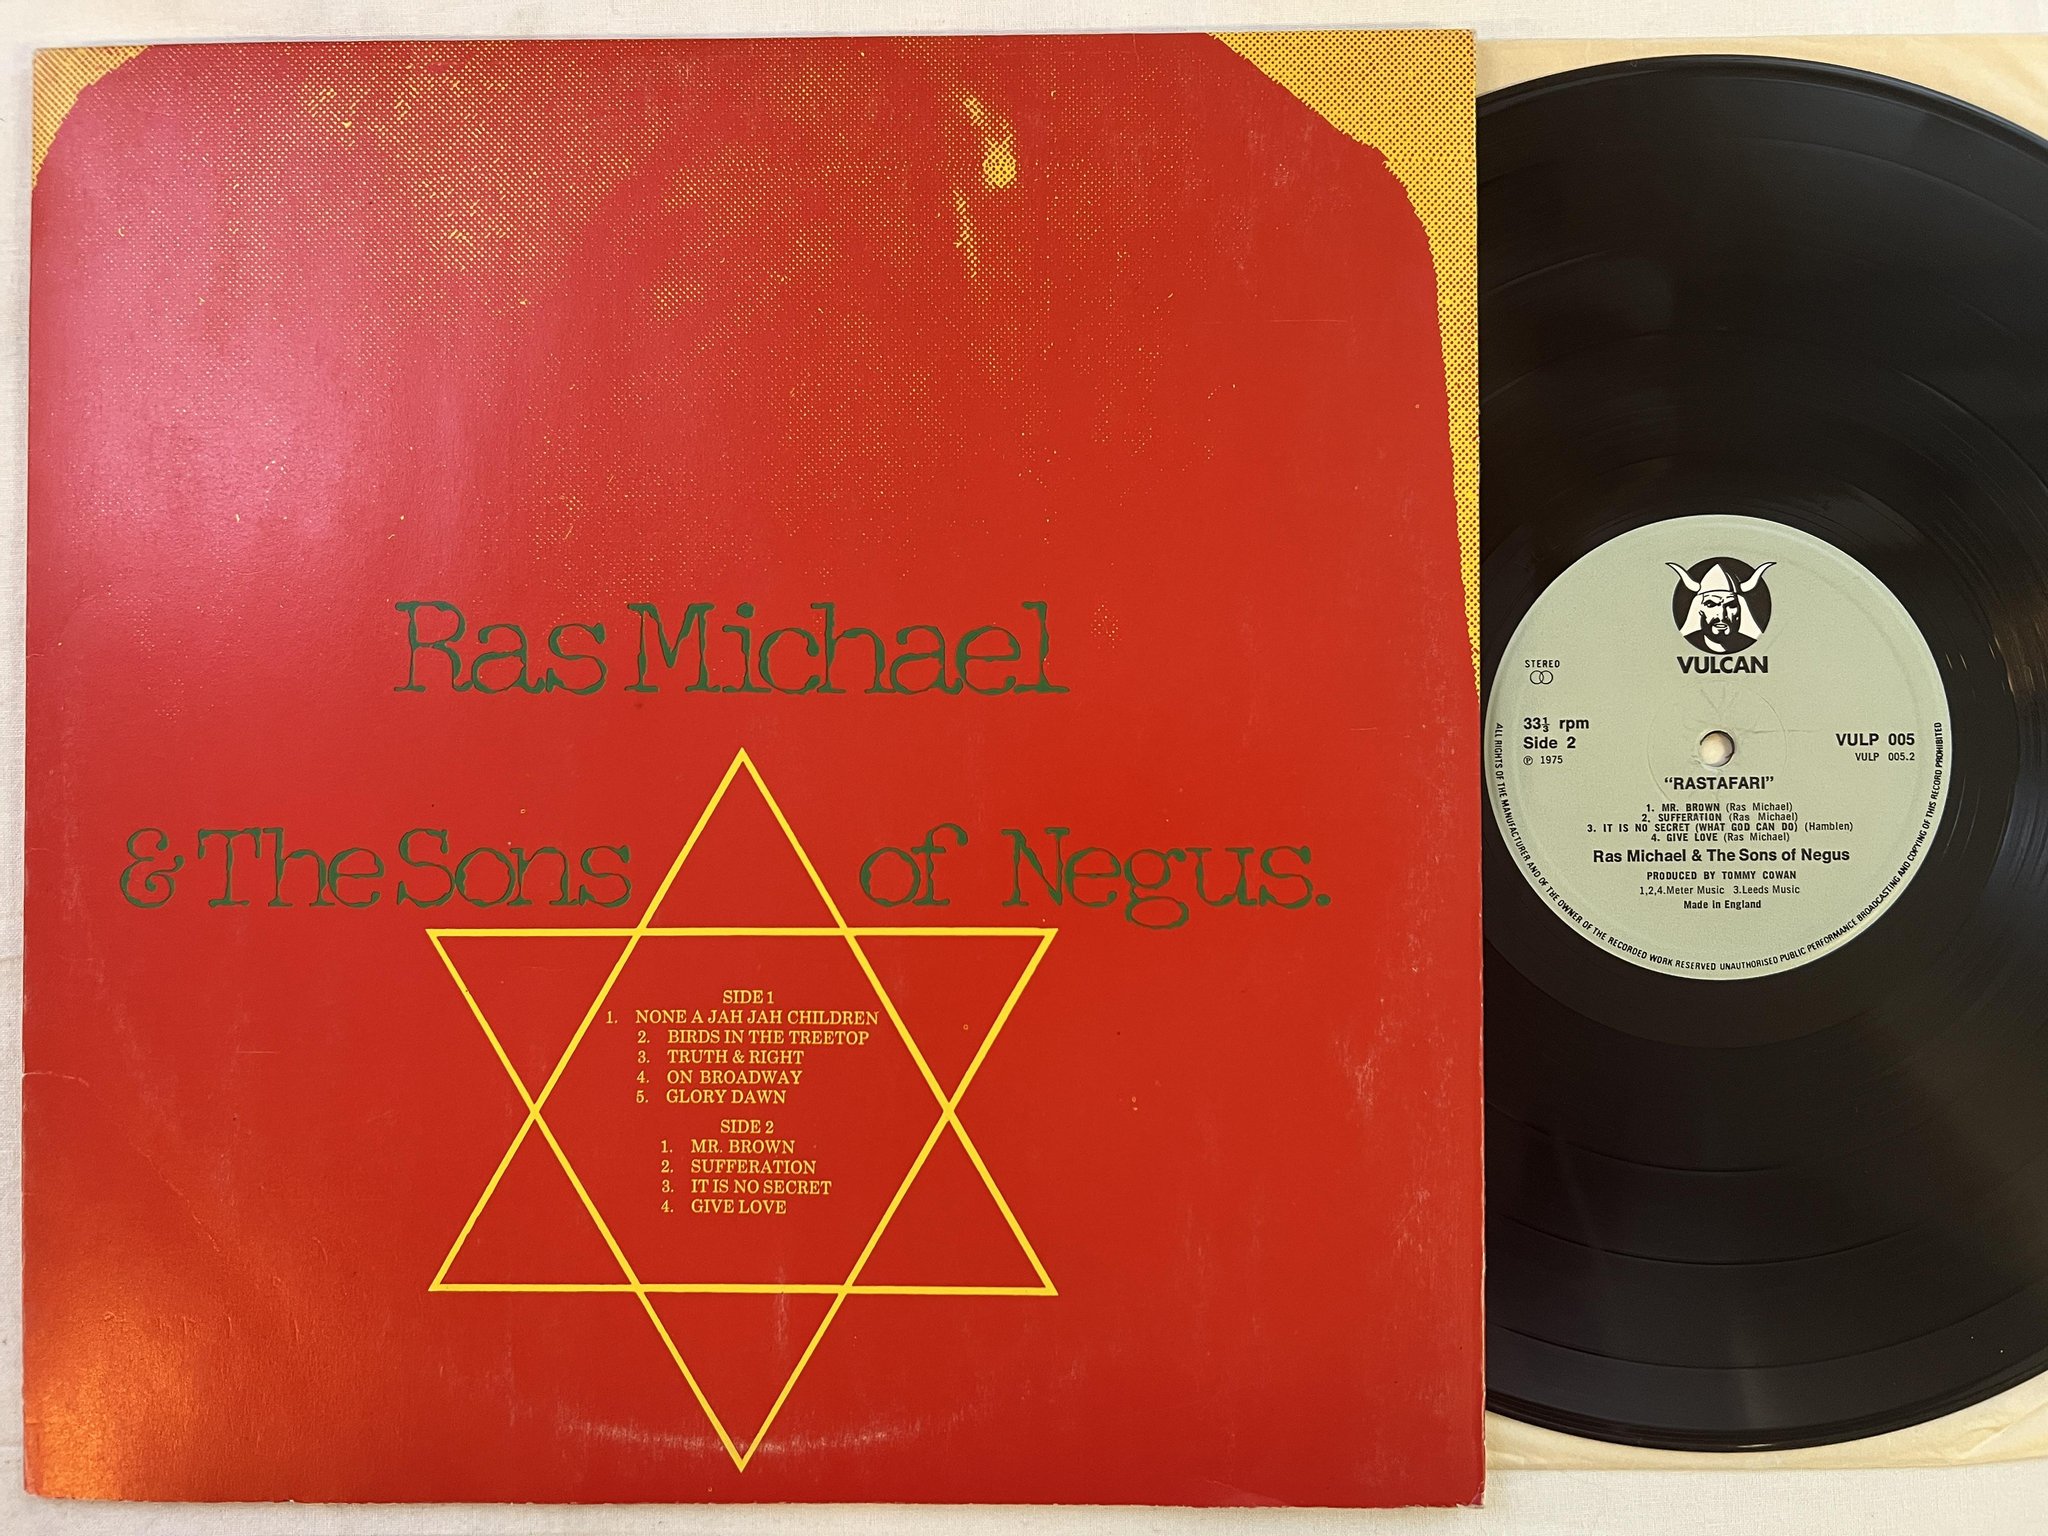 Ras Michael
& The Sons of Negus.
SIDE 1
1. NONE A JAH JAH CHILDREN
2. BIRDS IN THE TREETOP
3. TRUTH & RIGHT
4. ON BROADWAY
5. GLORY DAWN
SIDE 2
1. MR. BROWN
2. SUFFERATION
3. IT IS NO SECRET
4. GIVE LOVE
VULCAN
STEREO
33⅓ rpm
Side 2
℗ 1975
VULP 005
VULP 005.2
"RASTAFARI"
1. MR. BROWN (Ras Michael)
2. SUFFERATION (Ras Michael)
3. IT IS NO SECRET (WHAT GOD CAN DO) (Hamblen)
4. GIVE LOVE (Ras Michael)
Ras Michael & The Sons of Negus
PRODUCED BY TOMMY COWAN
1,2,4.Meter Music 3.Leeds Music
Made in England
ALL RIGHTS OF THE MANUFACTURER AND OF THE OWNER OF THE RECORDED WORK RESERVED UNAUTHORISED PUBLIC PERFORMANCE BROADCASTING AND COPYING OF THIS RECORD PROHIBITED